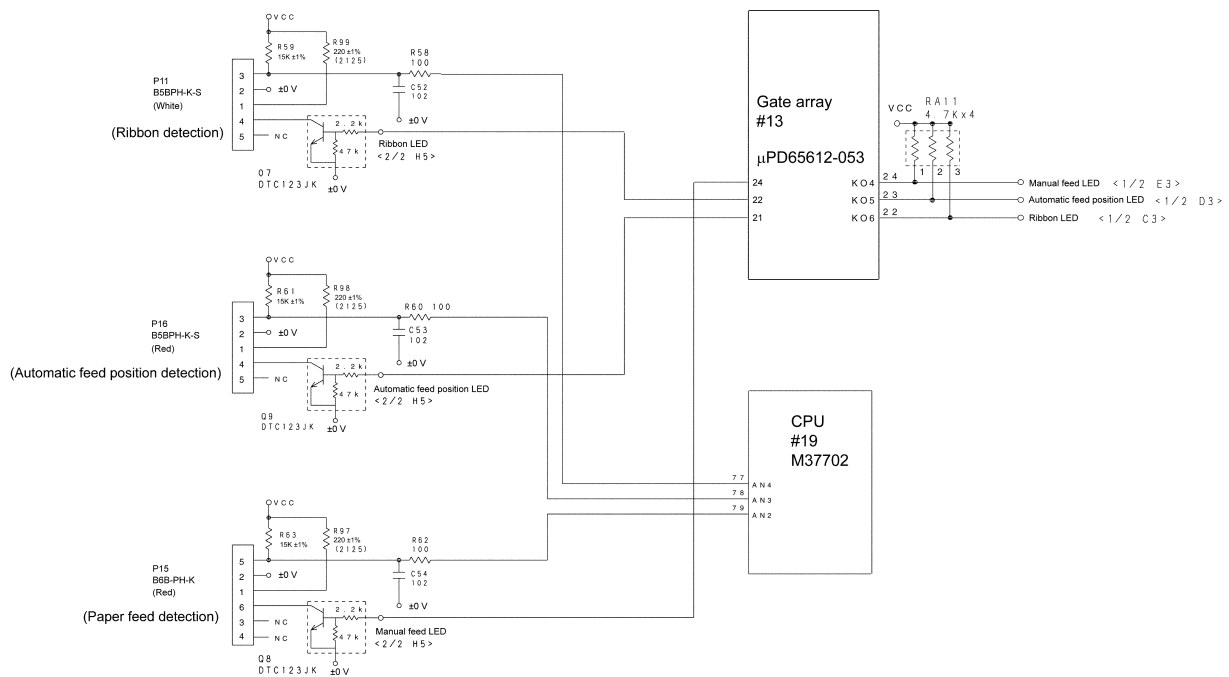 VCC
R59
15K±1%
R99
220±1%
(2125)
R58
100
P11
B5BPH-K-S
(White)
(Ribbon detection)
3
2
1
4
5
±0 V
NC
C52
102
±0 V
2.2k
47k
Ribbon LED
<2/2 H5>
07
DTC123JK
±0 V
Gate array
#13
μPD65612-053
24
22
21
KO4
KO5
KO6
24
23
22
VCC
RA11
4.7Kx4
1 2 3
Manual feed LED <1/2 E3>
Automatic feed position LED <1/2 D3>
Ribbon LED <1/2 C3>
VCC
R61
15K±1%
R98
220±1%
(2125)
R60 100
P16
B5BPH-K-S
(Red)
(Automatic feed position detection)
3
2
1
4
5
±0 V
NC
C53
102
±0 V
2.2k
47k
Automatic feed position LED
<2/2 H5>
Q9
DTC123JK
±0 V
CPU
#19
M37702
77
78
79
AN4
AN3
AN2
VCC
R63
15K±1%
R97
220±1%
(2125)
R62
100
P15
B6B-PH-K
(Red)
(Paper feed detection)
5
2
1
6
3
4
±0 V
NC
NC
C54
102
±0 V
2.2k
47k
Manual feed LED
<2/2 H5>
Q8
DTC123JK
±0 V